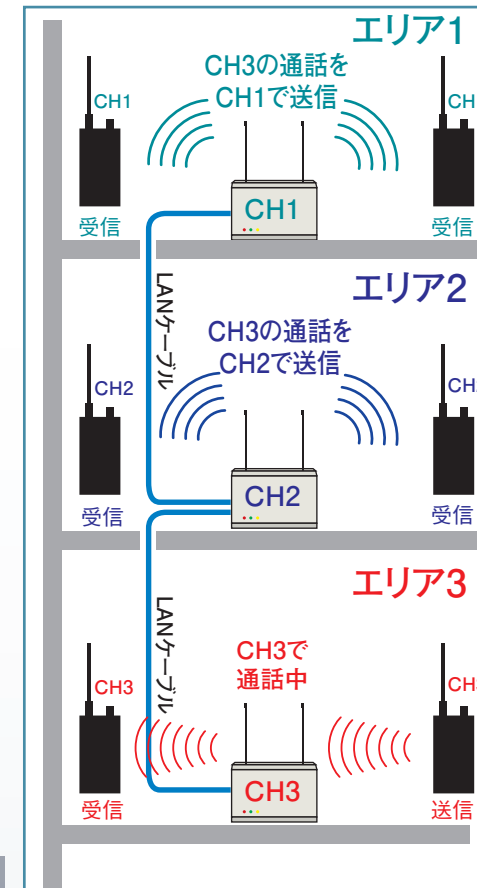 エリア1
CH3の通話を
CH1で送信
CH1
CH
CH1
受信
受信
LANケーブル
エリア2
CH3の通話を
CH2で送信
CH2
CH
CH2
受信
受信
LANケーブル
エリア3
CH3で
通話中
CH3
CH
CH3
受信
送信